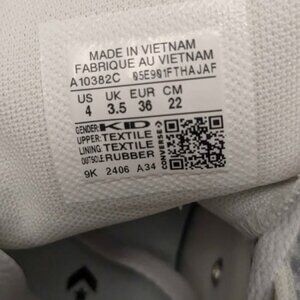 MADE IN VIETNAM
FABRIQUE AU VIETNAM
A10382C 05E901FTHAJAF
US UK EUR CM
4 3.5 36 22
GENDER: KID
UPPER: TEXTILE
LINING TEXTILE
OUTSOLE: RUBBER
CONVERSE
9K 2406 A34